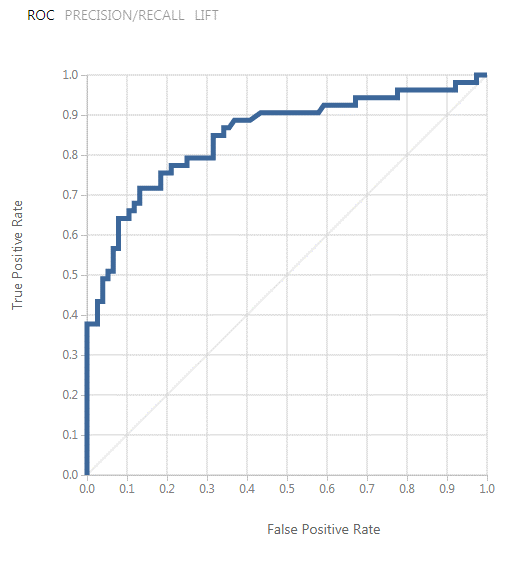 ROC PRECISION/RECALL LIFT
1.0
0.9
0.8
0.7
0.6
0.5
0.4
0.3
0.2
0.1
0.0
True Positive Rate
0.0 0.1 0.2 0.3 0.4 0.5 0.6 0.7 0.8 0.9 1.0
False Positive Rate